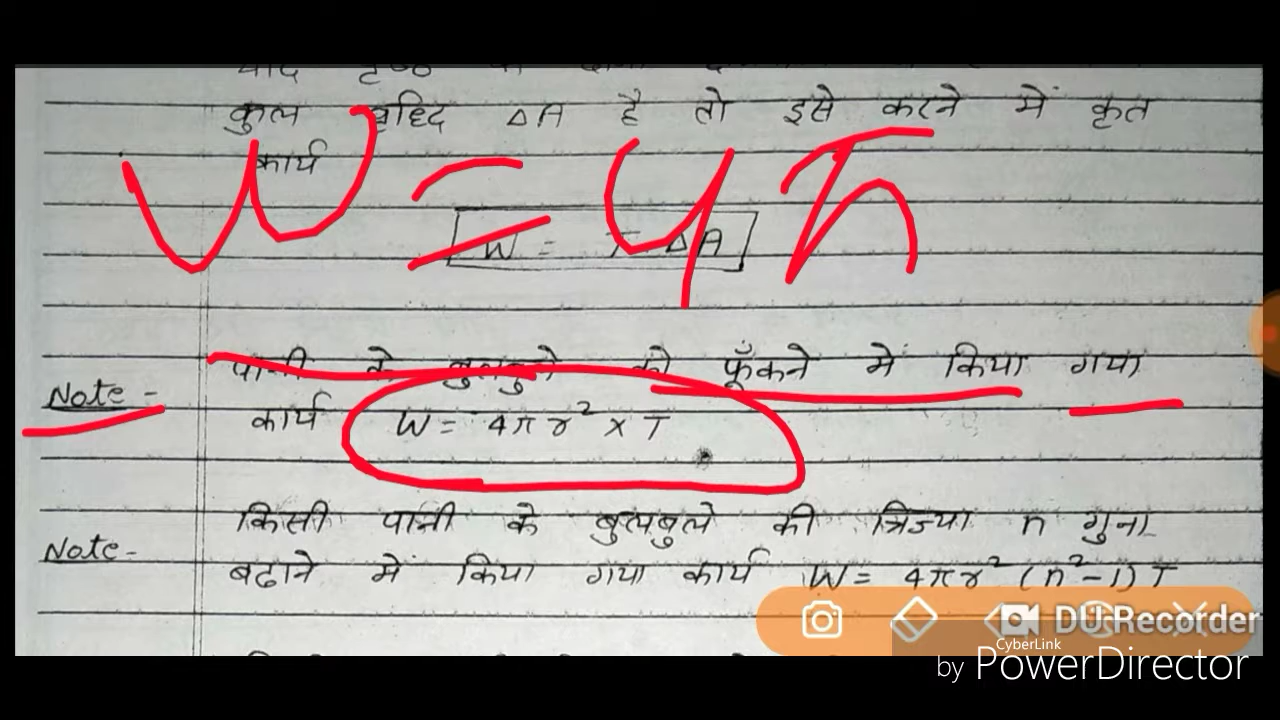 कुल वृध्दि ΔA है तो इसे करने में कृत
कार्य
W = 4π
W = T ΔA
पानी के बुलबुले को फूँकने में किया गया
Note -
कार्य W = 4πr² × T
किसी पानी के बुलबुले की त्रिज्या n गुना
Note -
बढाने में किया गया कार्य W = 4πr² (n²-1) T
DU Recorder
CyberLink
by PowerDirector